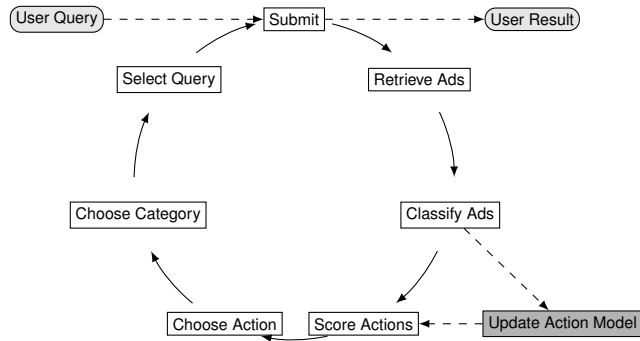 User Query
Submit
User Result
Select Query
Retrieve Ads
Choose Category
Classify Ads
Choose Action
Score Actions
Update Action Model